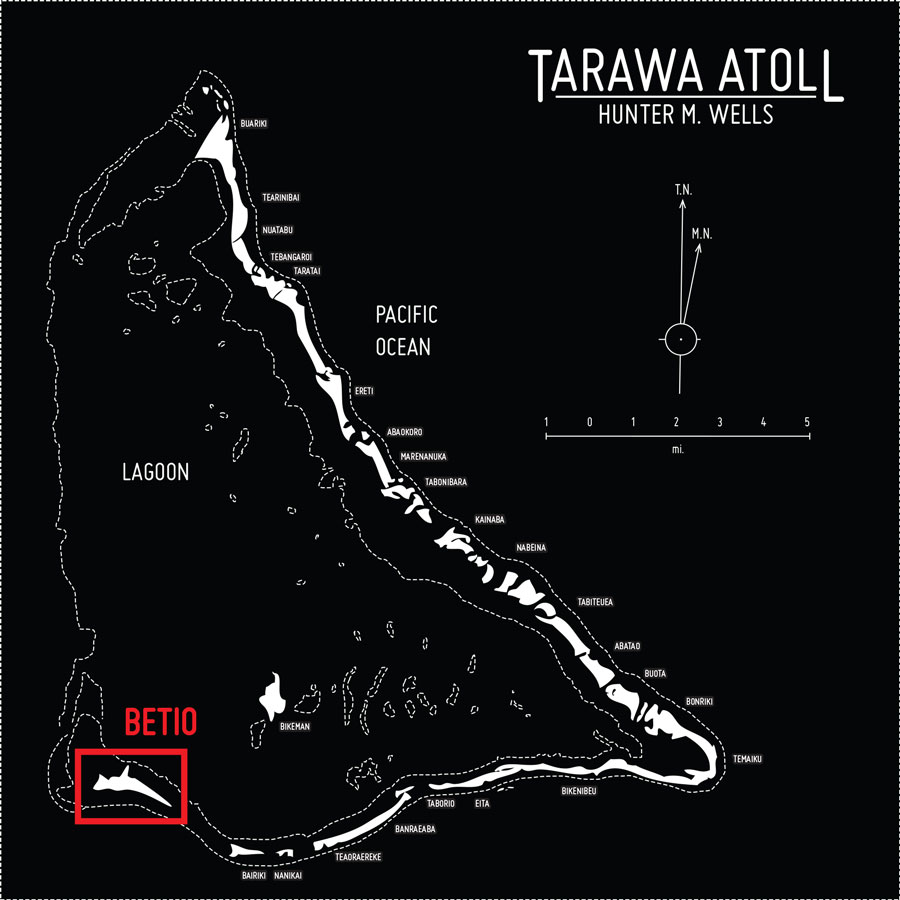 TARAWA ATOLL
HUNTER M. WELLS
BUARIKI
T.N.
TEARINIBAI
NUATABU
M.N.
TEBANGAROI
TARATAI
PACIFIC
OCEAN
ERETI
1 0 1 2 3 4 5
mi.
ABAOKORO
MARENANUKA
LAGOON
TABONIBARA
KAINABA
NABEINA
TABITEUEA
ABATAO
BUOTA
BONRIKI
BETIO
BIKEMAN
TEMAIKU
BIKENIBEU
TABORIO
EITA
BANRAEABA
TEAORAEREKE
BAIRIKI
NANIKAI